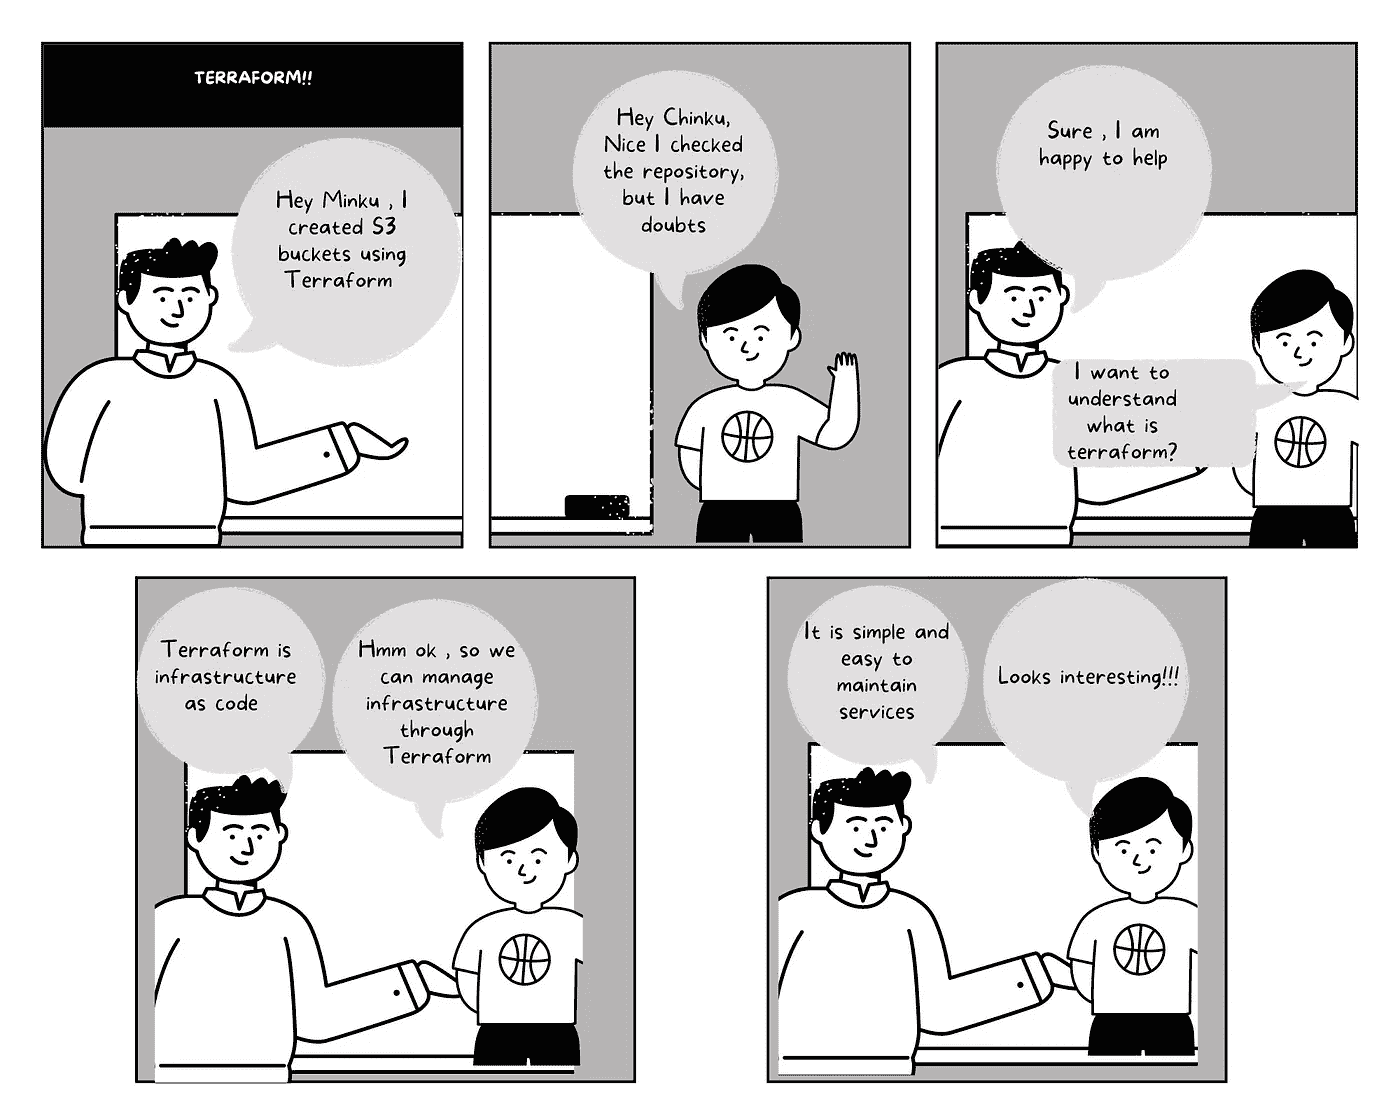 TERRAFORM!!
Hey Minku , I
created S3
buckets using
Terraform
Hey Chinku,
Nice I checked
the repository,
but I have
doubts
Sure , I am
happy to help
I want to
understand
what is
terraform?
Terraform is
infrastructure
as code
Hmm ok , so we
can manage
infrastructure
through
Terraform
It is simple and
easy to
maintain
services
Looks interesting!!!